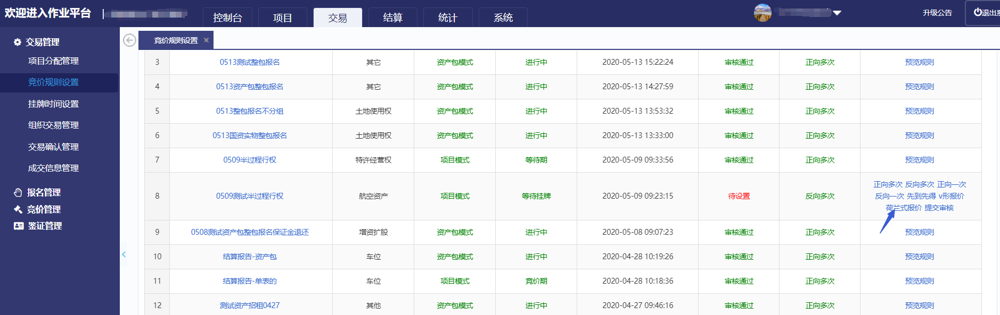 欢迎进入作业平台 |
控制台 项目 交易 结算 统计 系统
升级公告 退出系
交易管理
项目分配管理
竞价规则设置
挂牌时间设置
组织交易管理
交易确认管理
成交信息管理
报名管理
竞价管理
鉴证管理
竞价规则设置 ×
3 0513测试整包报名 其它 资产包模式 进行中 2020-05-13 15:22:24 审核通过 正向多次 预览规则
4 0513资产包整包报名 其它 资产包模式 进行中 2020-05-13 14:27:59 审核通过 正向多次 预览规则
5 0513整包报名不分组 土地使用权 资产包模式 进行中 2020-05-13 13:53:32 审核通过 正向多次 预览规则
6 0513国资实物整包报名 土地使用权 资产包模式 进行中 2020-05-13 13:33:00 审核通过 正向多次 预览规则
7 0509半过程行权 特许经营权 项目模式 等待期 2020-05-09 09:33:56 审核通过 正向多次 预览规则
8 0509测试半过程行权 航空资产 项目模式 等待挂牌 2020-05-09 09:23:15 待设置 反向多次
正向多次 反向多次 正向一次
反向一次 先到先得 v形报价
荷兰式报价 提交审核
9 0508测试资产包整包报名保证金退还 增资扩股 资产包模式 进行中 2020-05-08 09:07:23 审核通过 正向多次 预览规则
10 结算报告-资产包 车位 资产包模式 进行中 2020-04-28 10:19:26 审核通过 正向多次 预览规则
11 结算报告-单表的 车位 项目模式 竞价期 2020-04-28 10:18:36 审核通过 正向多次 预览规则
12 测试资产招租0427 其他 资产包模式 进行中 2020-04-27 09:46:16 审核通过 正向多次 预览规则